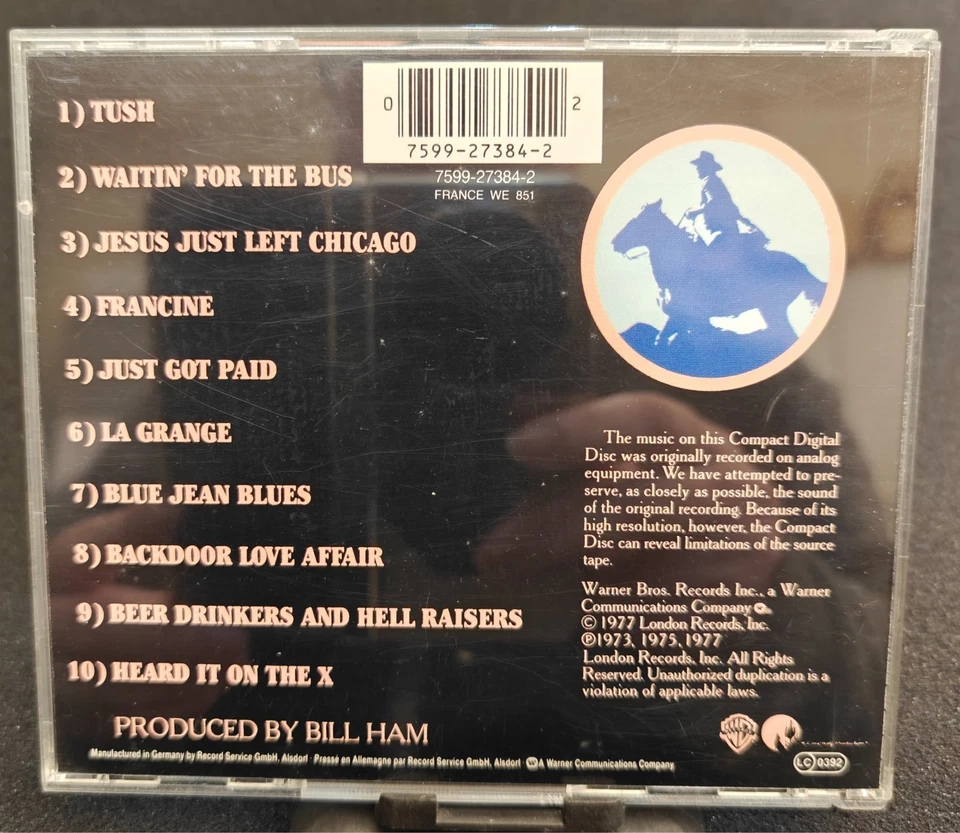 1) TUSH
2) WAITIN' FOR THE BUS
3) JESUS JUST LEFT CHICAGO
4) FRANCINE
5) JUST GOT PAID
6) LA GRANGE
7) BLUE JEAN BLUES
8) BACKDOOR LOVE AFFAIR
9) BEER DRINKERS AND HELL RAISERS
10) HEARD IT ON THE X
PRODUCED BY BILL HAM
0 2
7599-27384-2
7599-27384-2
FRANCE WE 851
The music on this Compact Digital
Disc was originally recorded on analog
equipment. We have attempted to pre-
serve, as closely as possible, the sound
of the original recording. Because of its
high resolution, however, the Compact
Disc can reveal limitations of the source
tape.
Warner Bros. Records Inc., a Warner
Communications Company
© 1977 London Records, Inc.
℗1973, 1975, 1977
London Records, Inc. All Rights
Reserved. Unauthorized duplication is a
violation of applicable laws.
LC 0392
Manufactured in Germany by Record Service GmbH, Alsdorf · Pressé en Allemagne par Record Service GmbH, Alsdorf A Warner Communications Company